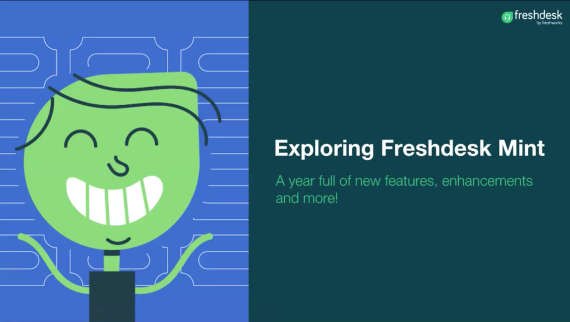 freshdesk
by freshworks
Exploring Freshdesk Mint
A year full of new features, enhancements
and more!